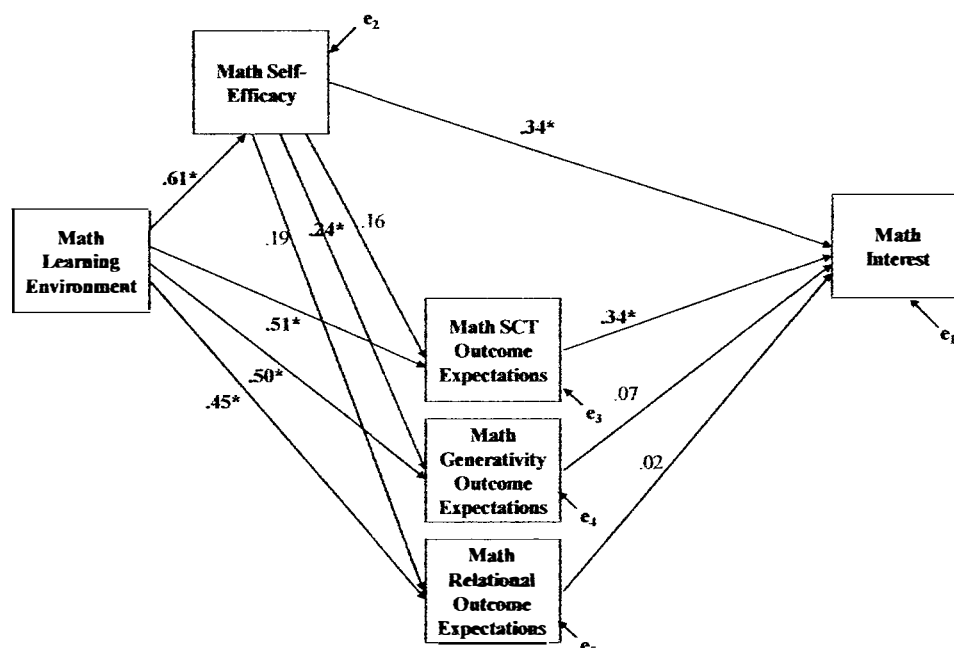 e₂
Math Self-
Efficacy
.34*
.61*
Math
Learning
Environment
.19
.24*
.16
Math
Interest
e₁
.51*
Math SCT
Outcome
Expectations
.34*
e₃
.50*
.45*
.07
Math
Generativity
Outcome
Expectations
e₄
.02
Math
Relational
Outcome
Expectations